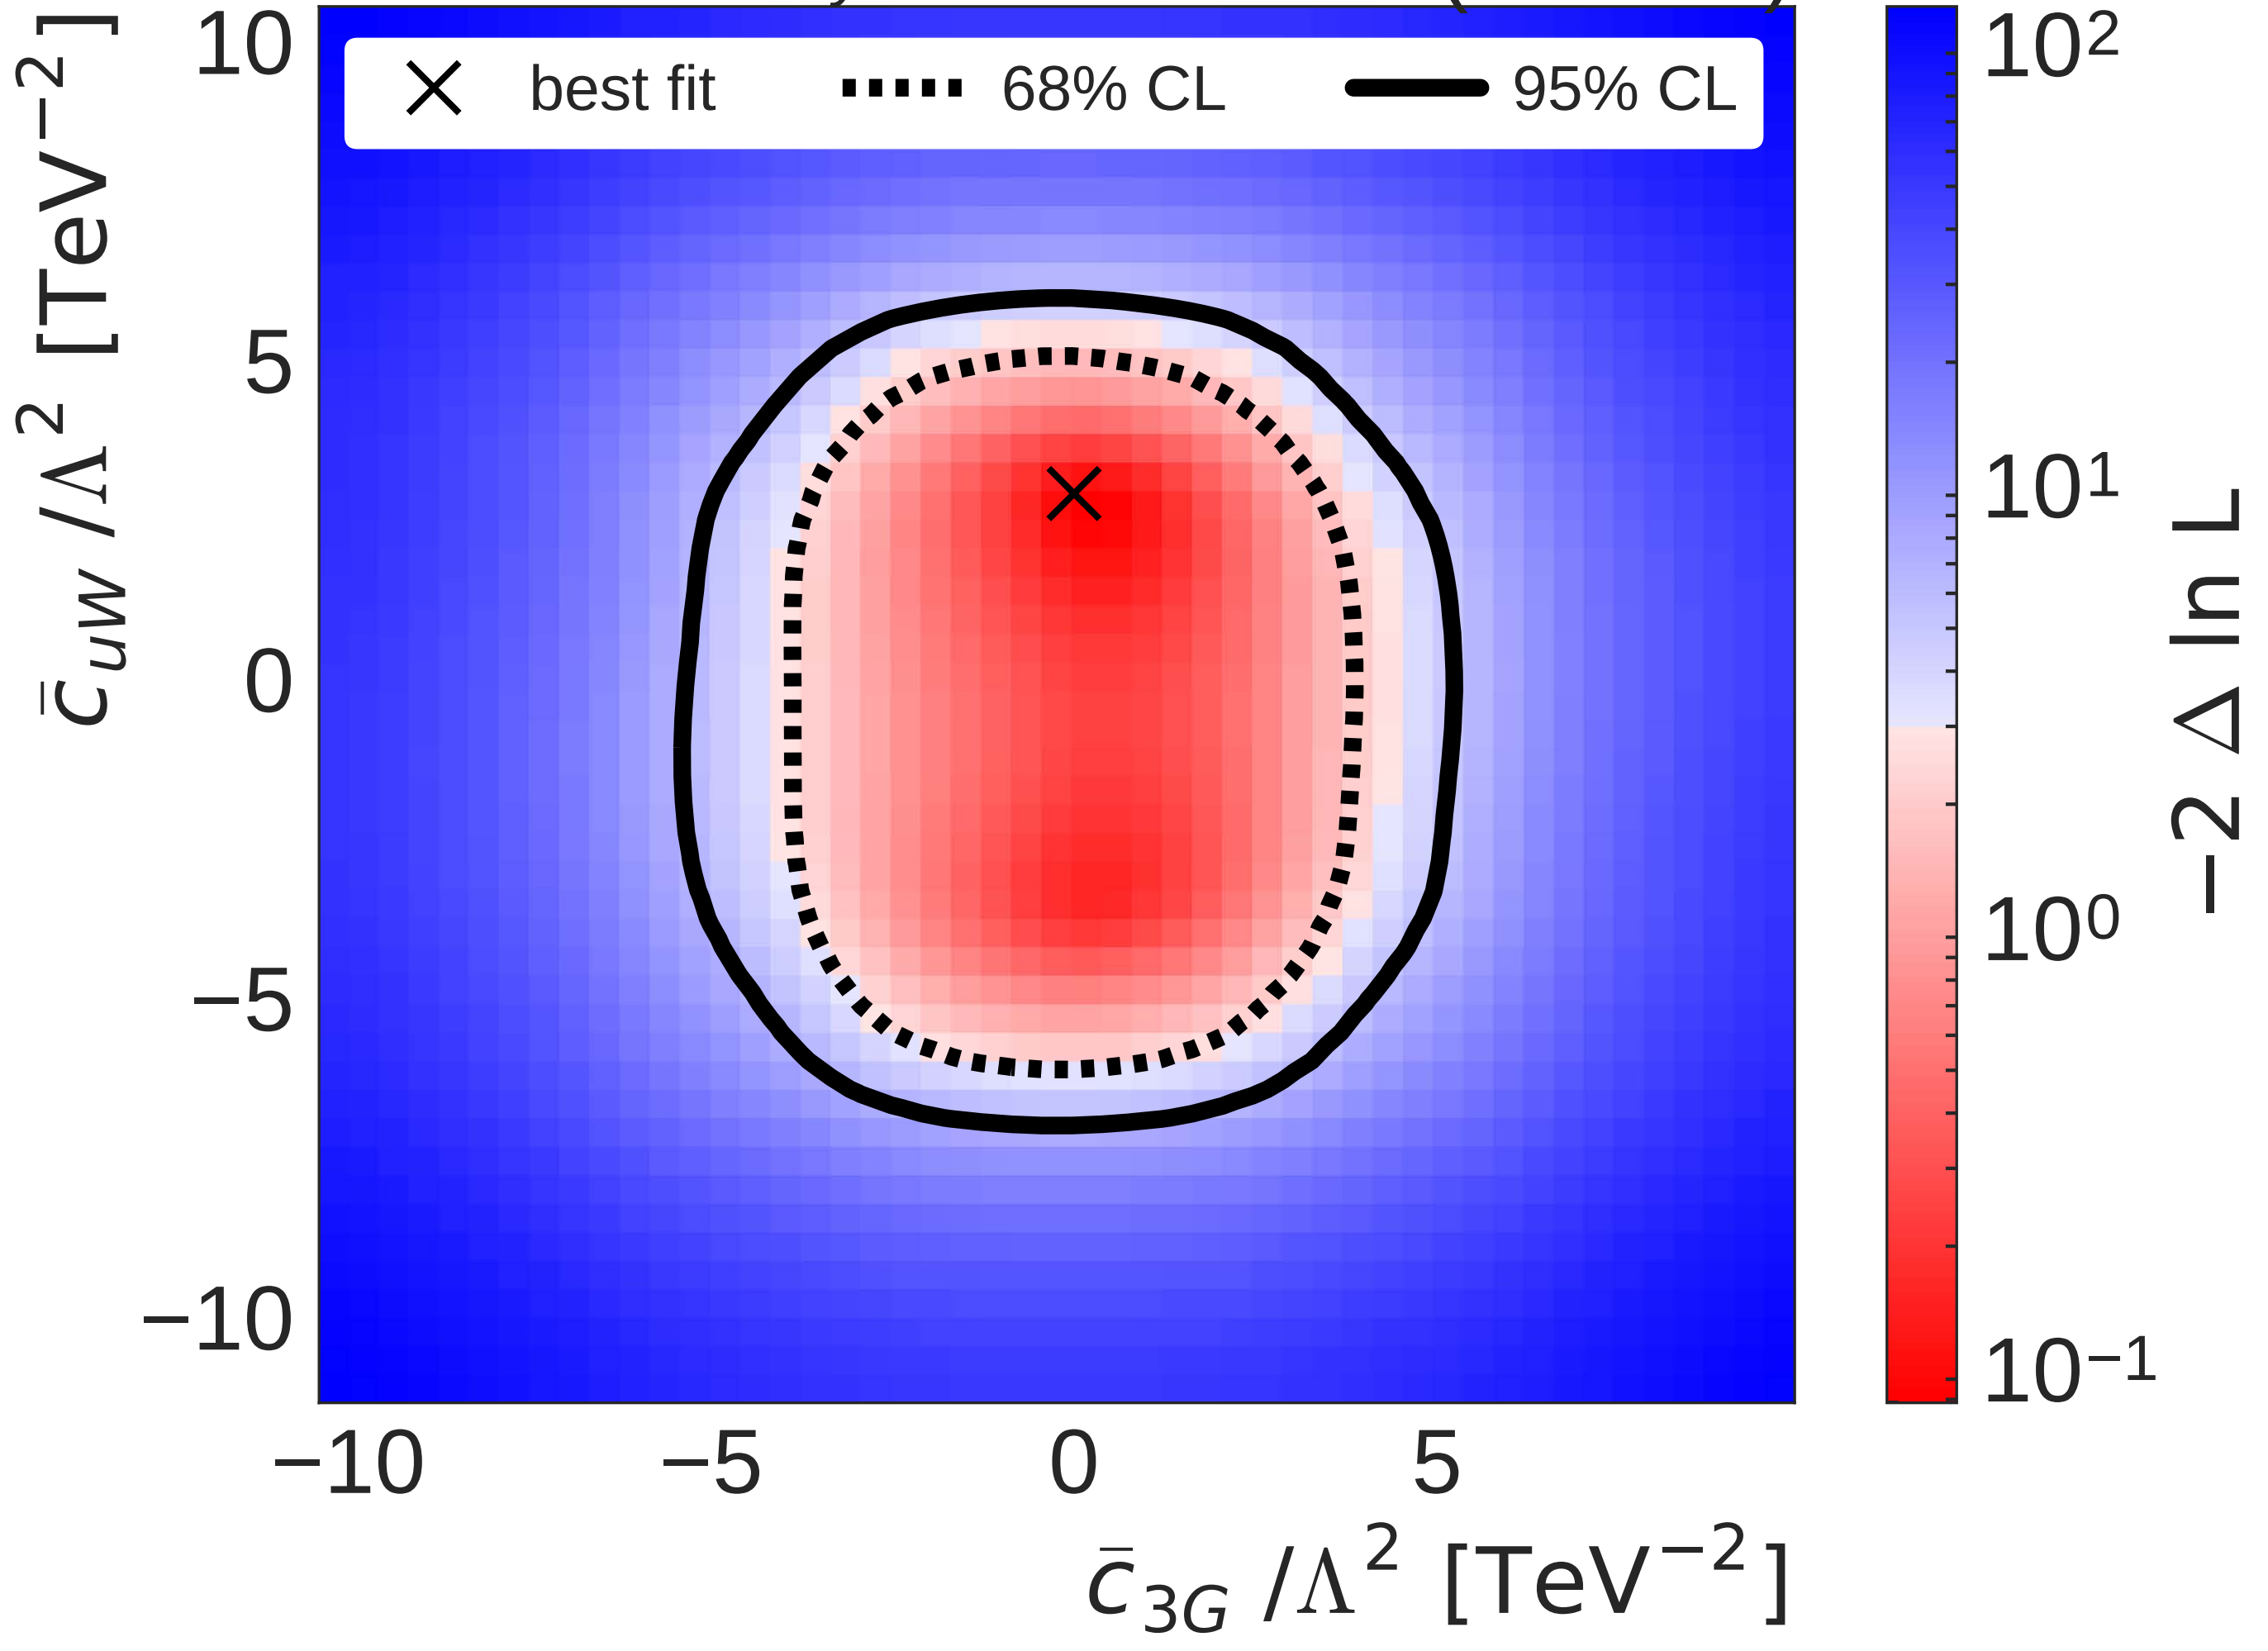 best fit 68% CL 95% CL
c̄uW /Λ² [TeV⁻²]
10
5
0
−5
−10
−10 −5 0 5
c̄3G /Λ² [TeV⁻²]
10²
10¹
10⁰
10⁻¹
−2 Δ ln L